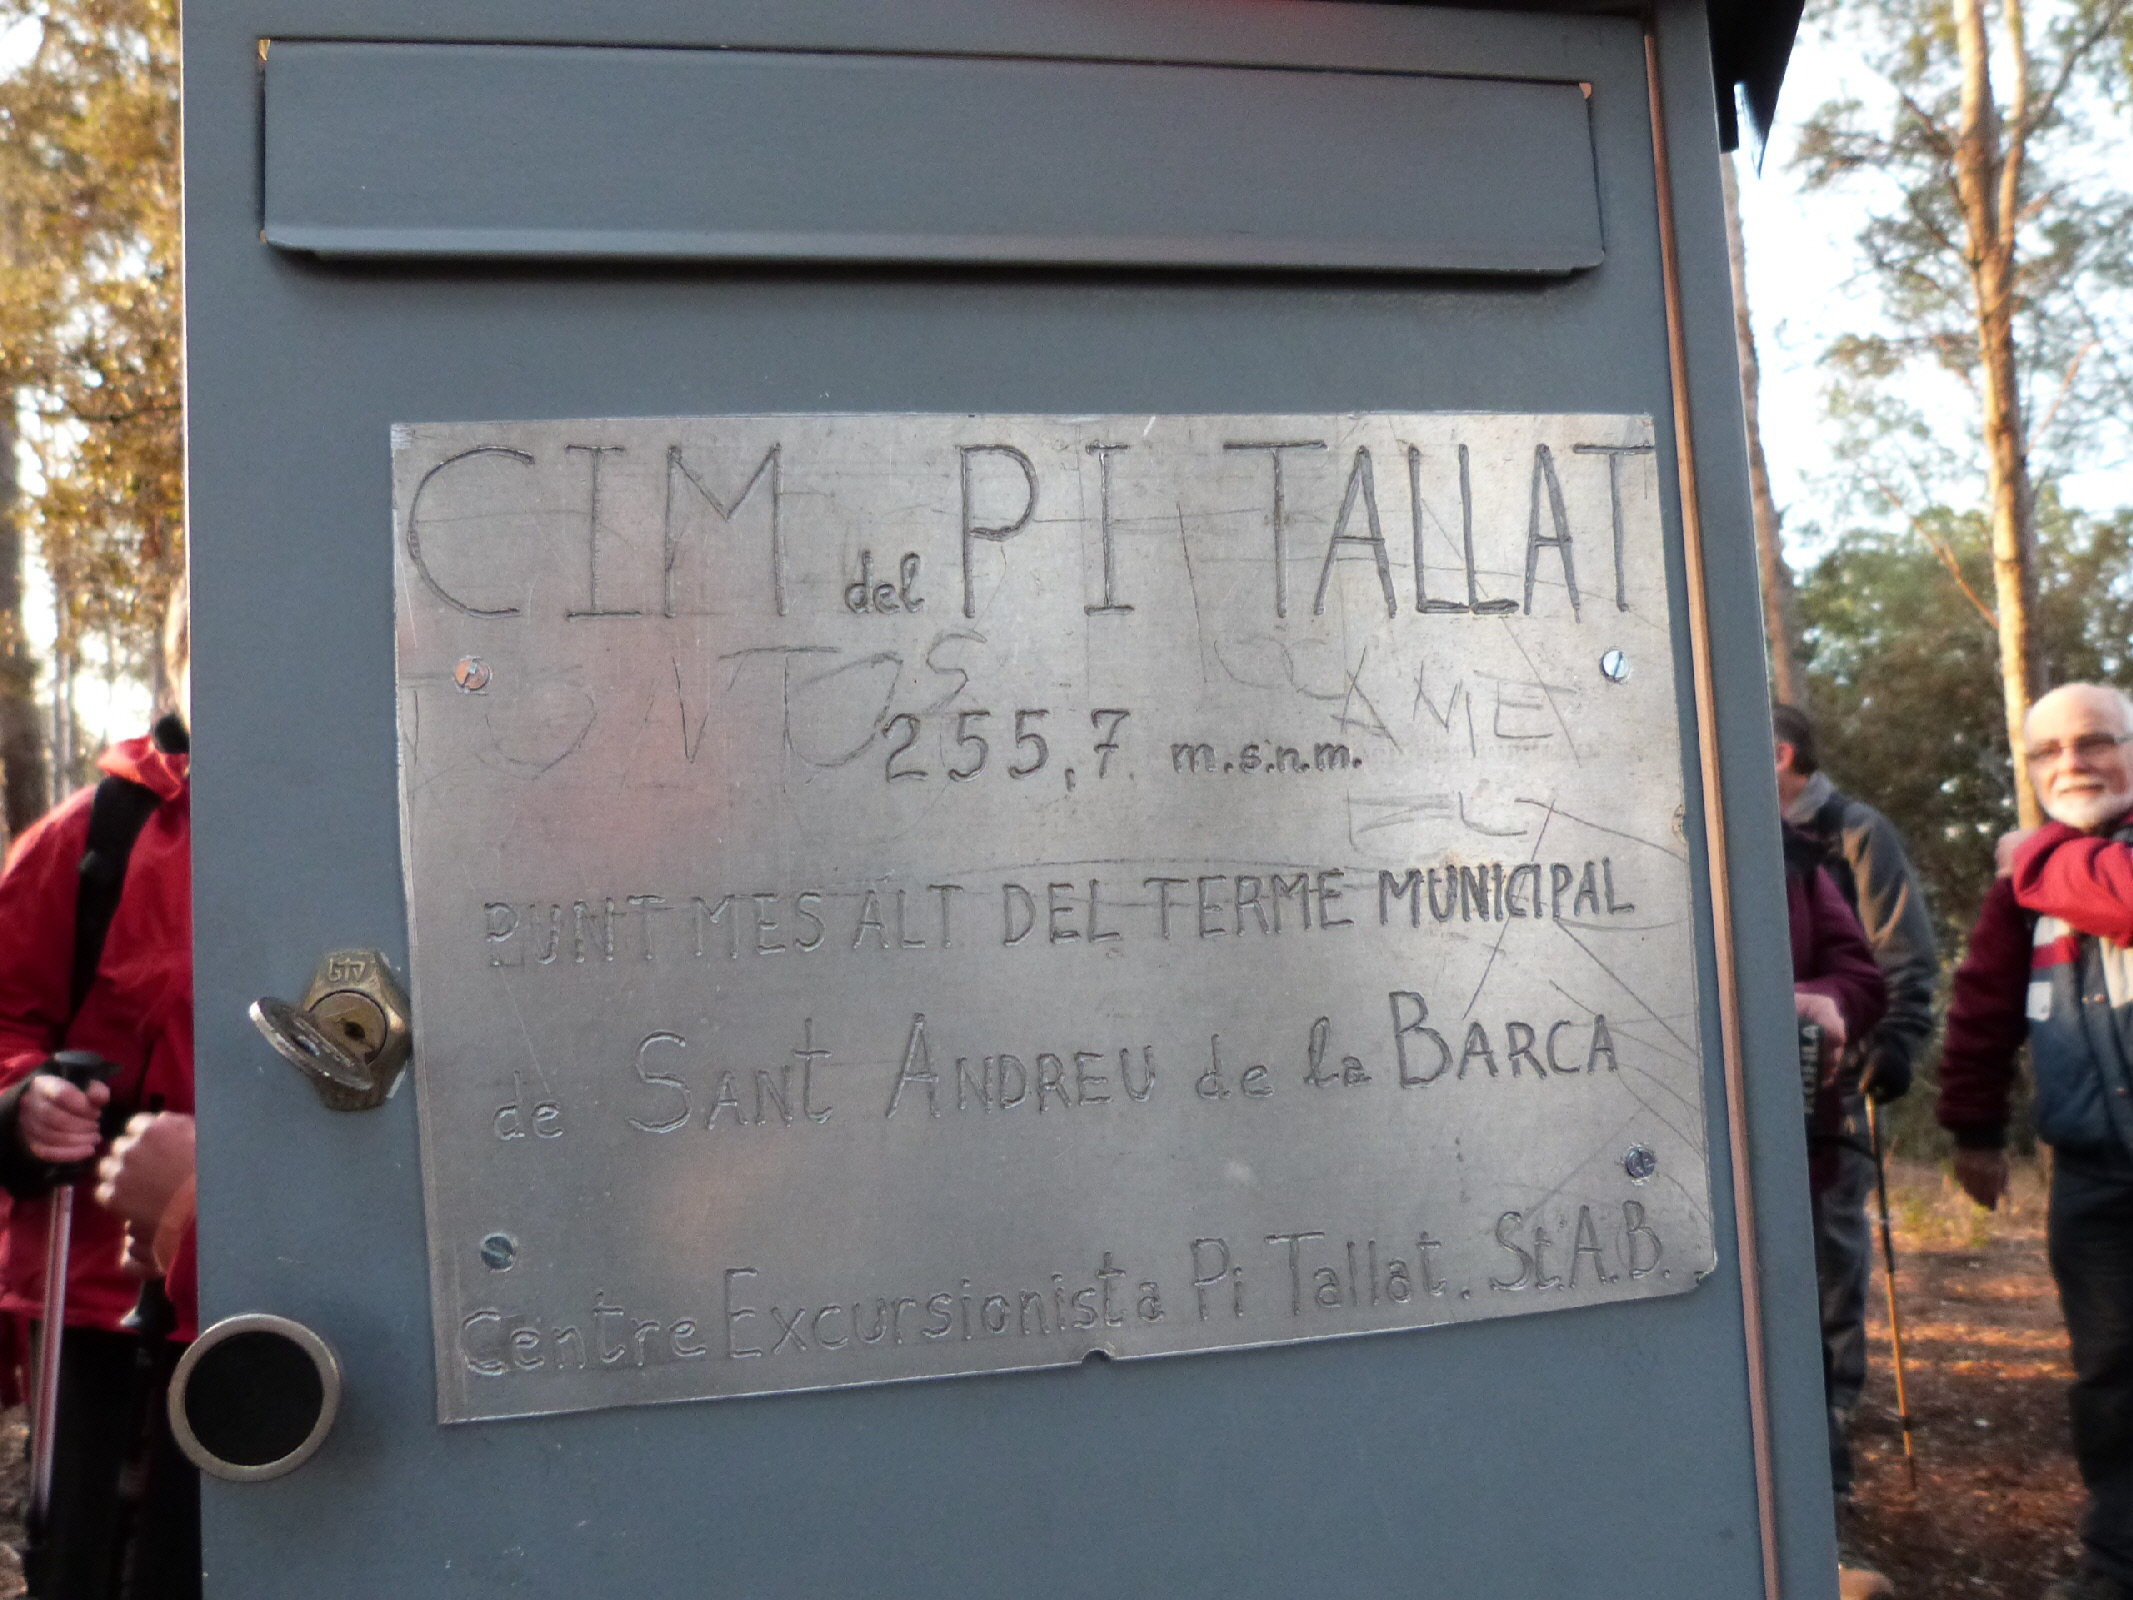 CIM del PI TALLAT
255,7 m.s.n.m.
PUNT MES ALT DEL TERME MUNICIPAL
de SANt ANDREU de la BARCA
Centre Excursionista Pi Tallat. St.A.B.